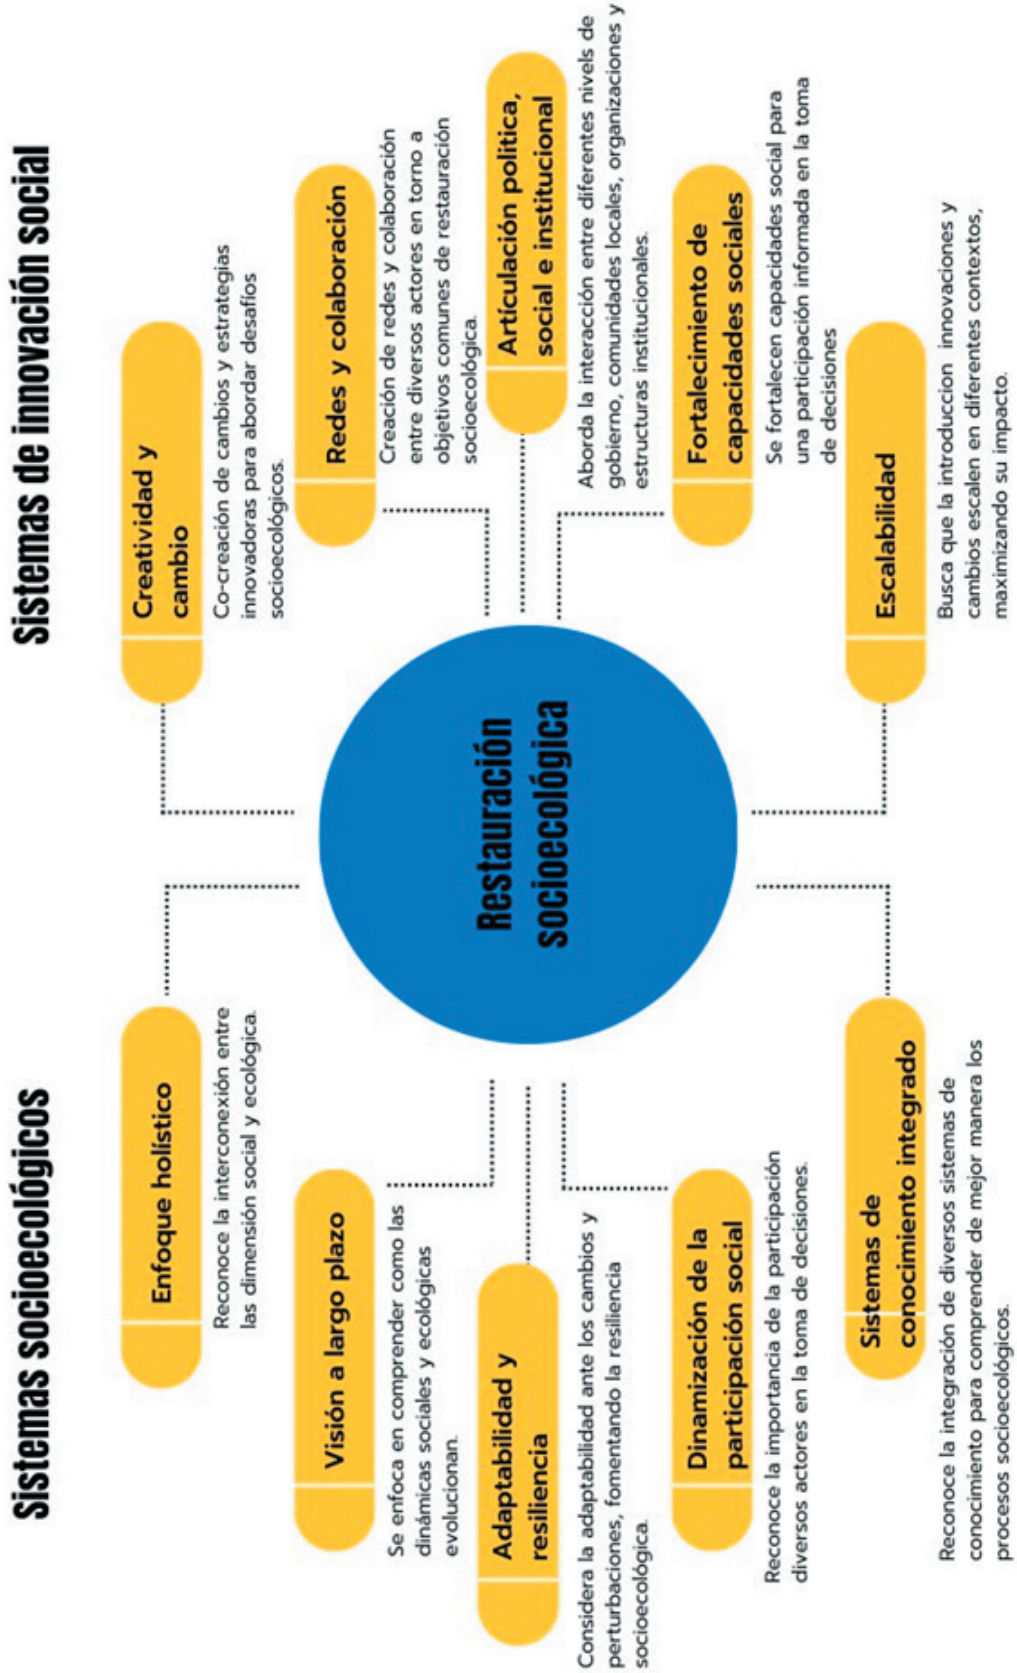 Sistemas socioecológicos
Enfoque holístico
Reconoce la interconexión entre
las dimensión social y ecológica.
Visión a largo plazo
Se enfoca en comprender como las
dinámicas sociales y ecológicas
evolucionan.
Adaptabilidad y
resiliencia
Considera la adaptabilidad ante los cambios y
perturbaciones, fomentando la resiliencia
socioecológica.
Dinamización de la
participación social
Reconoce la importancia de la participación
diversos actores en la toma de decisiones.
Sistemas de
conocimiento integrado
Reconoce la integración de diversos sistemas de
conocimiento para comprender de mejor manera los
procesos socioecológicos.
Restauración
socioecológica
Sistemas de innovación social
Creatividad y
cambio
Co-creación de cambios y estrategias
innovadoras para abordar desafíos
socioecológicos.
Redes y colaboración
Creación de redes y colaboración
entre diversos actores en torno a
objetivos comunes de restauración
socioecológica.
Artículación politica,
social e institucional
Aborda la interacción entre diferentes niveles de
gobierno, comunidades locales, organizaciones y
estructuras institucionales.
Fortalecimiento de
capacidades sociales
Se fortalecen capacidades social para
una participación informada en la toma
de decisiones
Escalabilidad
Busca que la introduccion innovaciones y
cambios escalen en diferentes contextos,
maximizando su impacto.